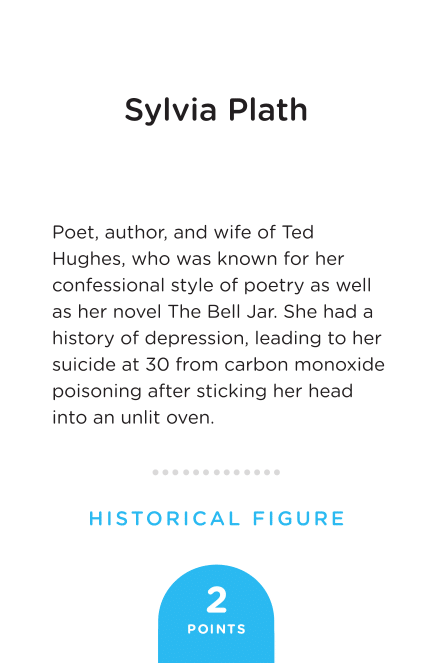 Sylvia Plath
Poet, author, and wife of Ted
Hughes, who was known for her
confessional style of poetry as well
as her novel The Bell Jar. She had a
history of depression, leading to her
suicide at 30 from carbon monoxide
poisoning after sticking her head
into an unlit oven.
HISTORICAL FIGURE
2
POINTS